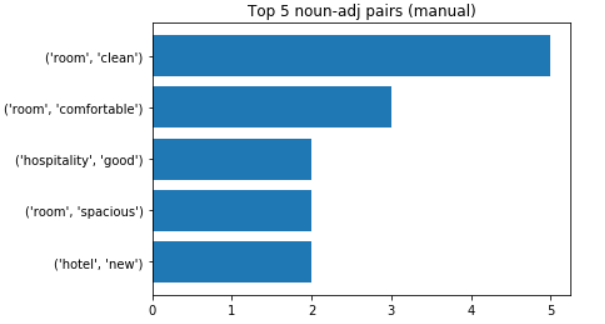 Top 5 noun-adj pairs (manual)
('room', 'clean')
('room', 'comfortable')
('hospitality', 'good')
('room', 'spacious')
('hotel', 'new')
0 1 2 3 4 5